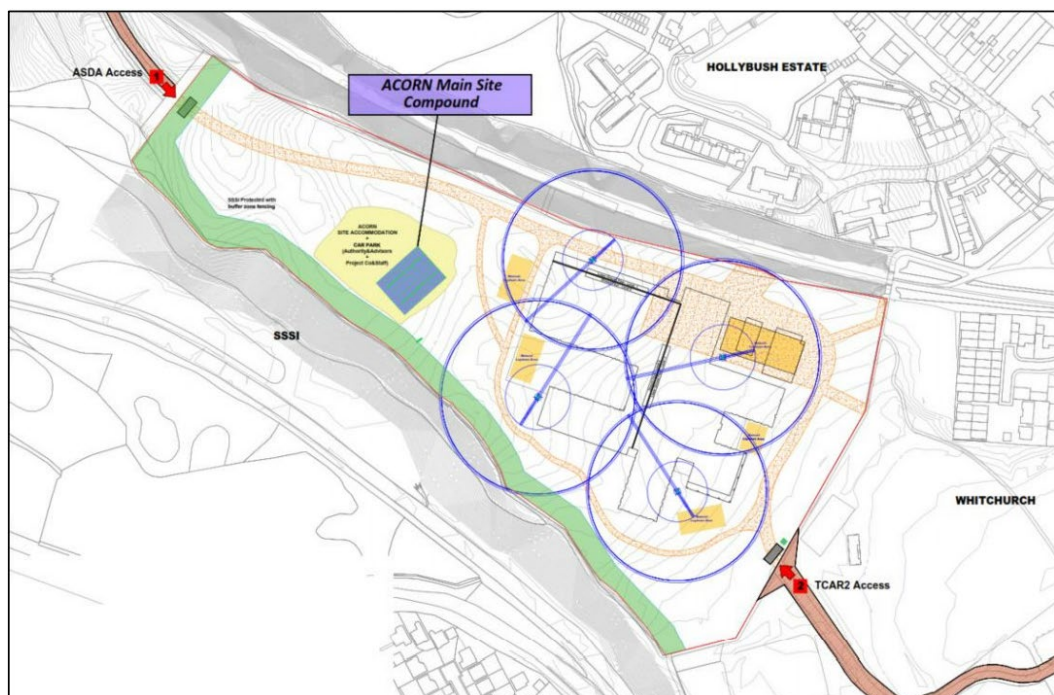 ASDA Access
1
ACORN Main Site
Compound
HOLLYBUSH ESTATE
SSSI Protected with
buffer zone fencing
ACORN
SITE ACCOMMODATION
+
CAR PARK
(Authority&Advisors
+
Project Co&Staff)
SSSI
WHITCHURCH
2
TCAR2 Access